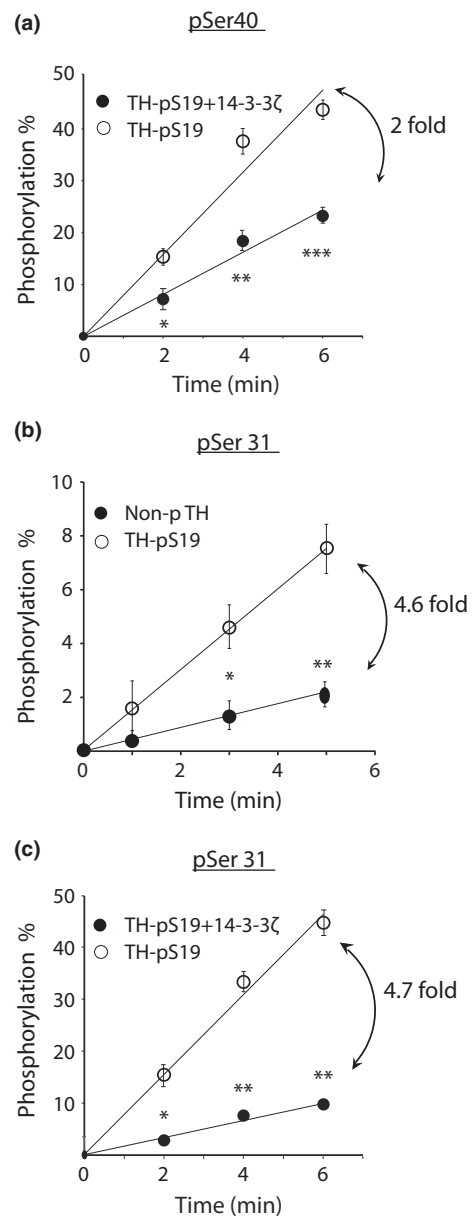 (a)
pSer40
50
40
30
20
10
0
Phosphorylation %
TH-pS19+14-3-3ζ
TH-pS19
2 fold
*
**
***
0 2 4 6
Time (min)
(b)
pSer 31
10
8
6
4
2
Phosphorylation %
Non-p TH
TH-pS19
4.6 fold
*
**
0 2 4 6
Time (min)
(c)
pSer 31
50
40
30
20
10
Phosphorylation %
TH-pS19+14-3-3ζ
TH-pS19
4.7 fold
*
**
**
0 2 4 6
Time (min)